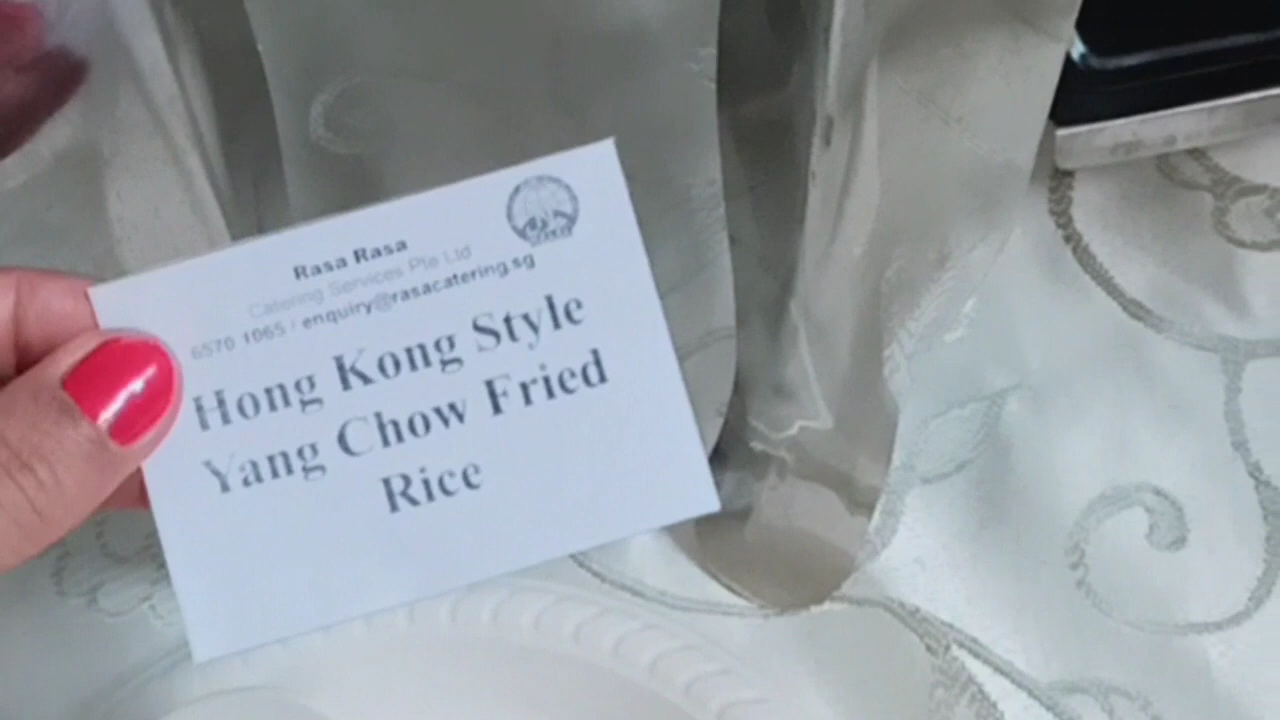 Rasa Rasa
Catering Services Pte Ltd
6570 1065 / enquiry@rasacatering.sg
Hong Kong Style
Yang Chow Fried
Rice